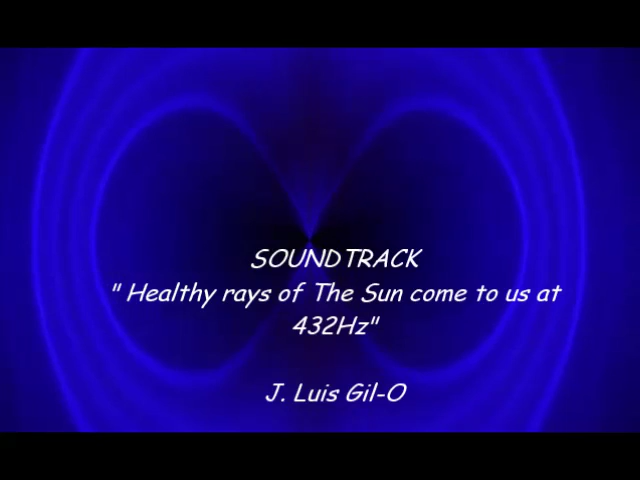 SOUNDTRACK
" Healthy rays of The Sun come to us at
432Hz"
J. Luis Gil-O